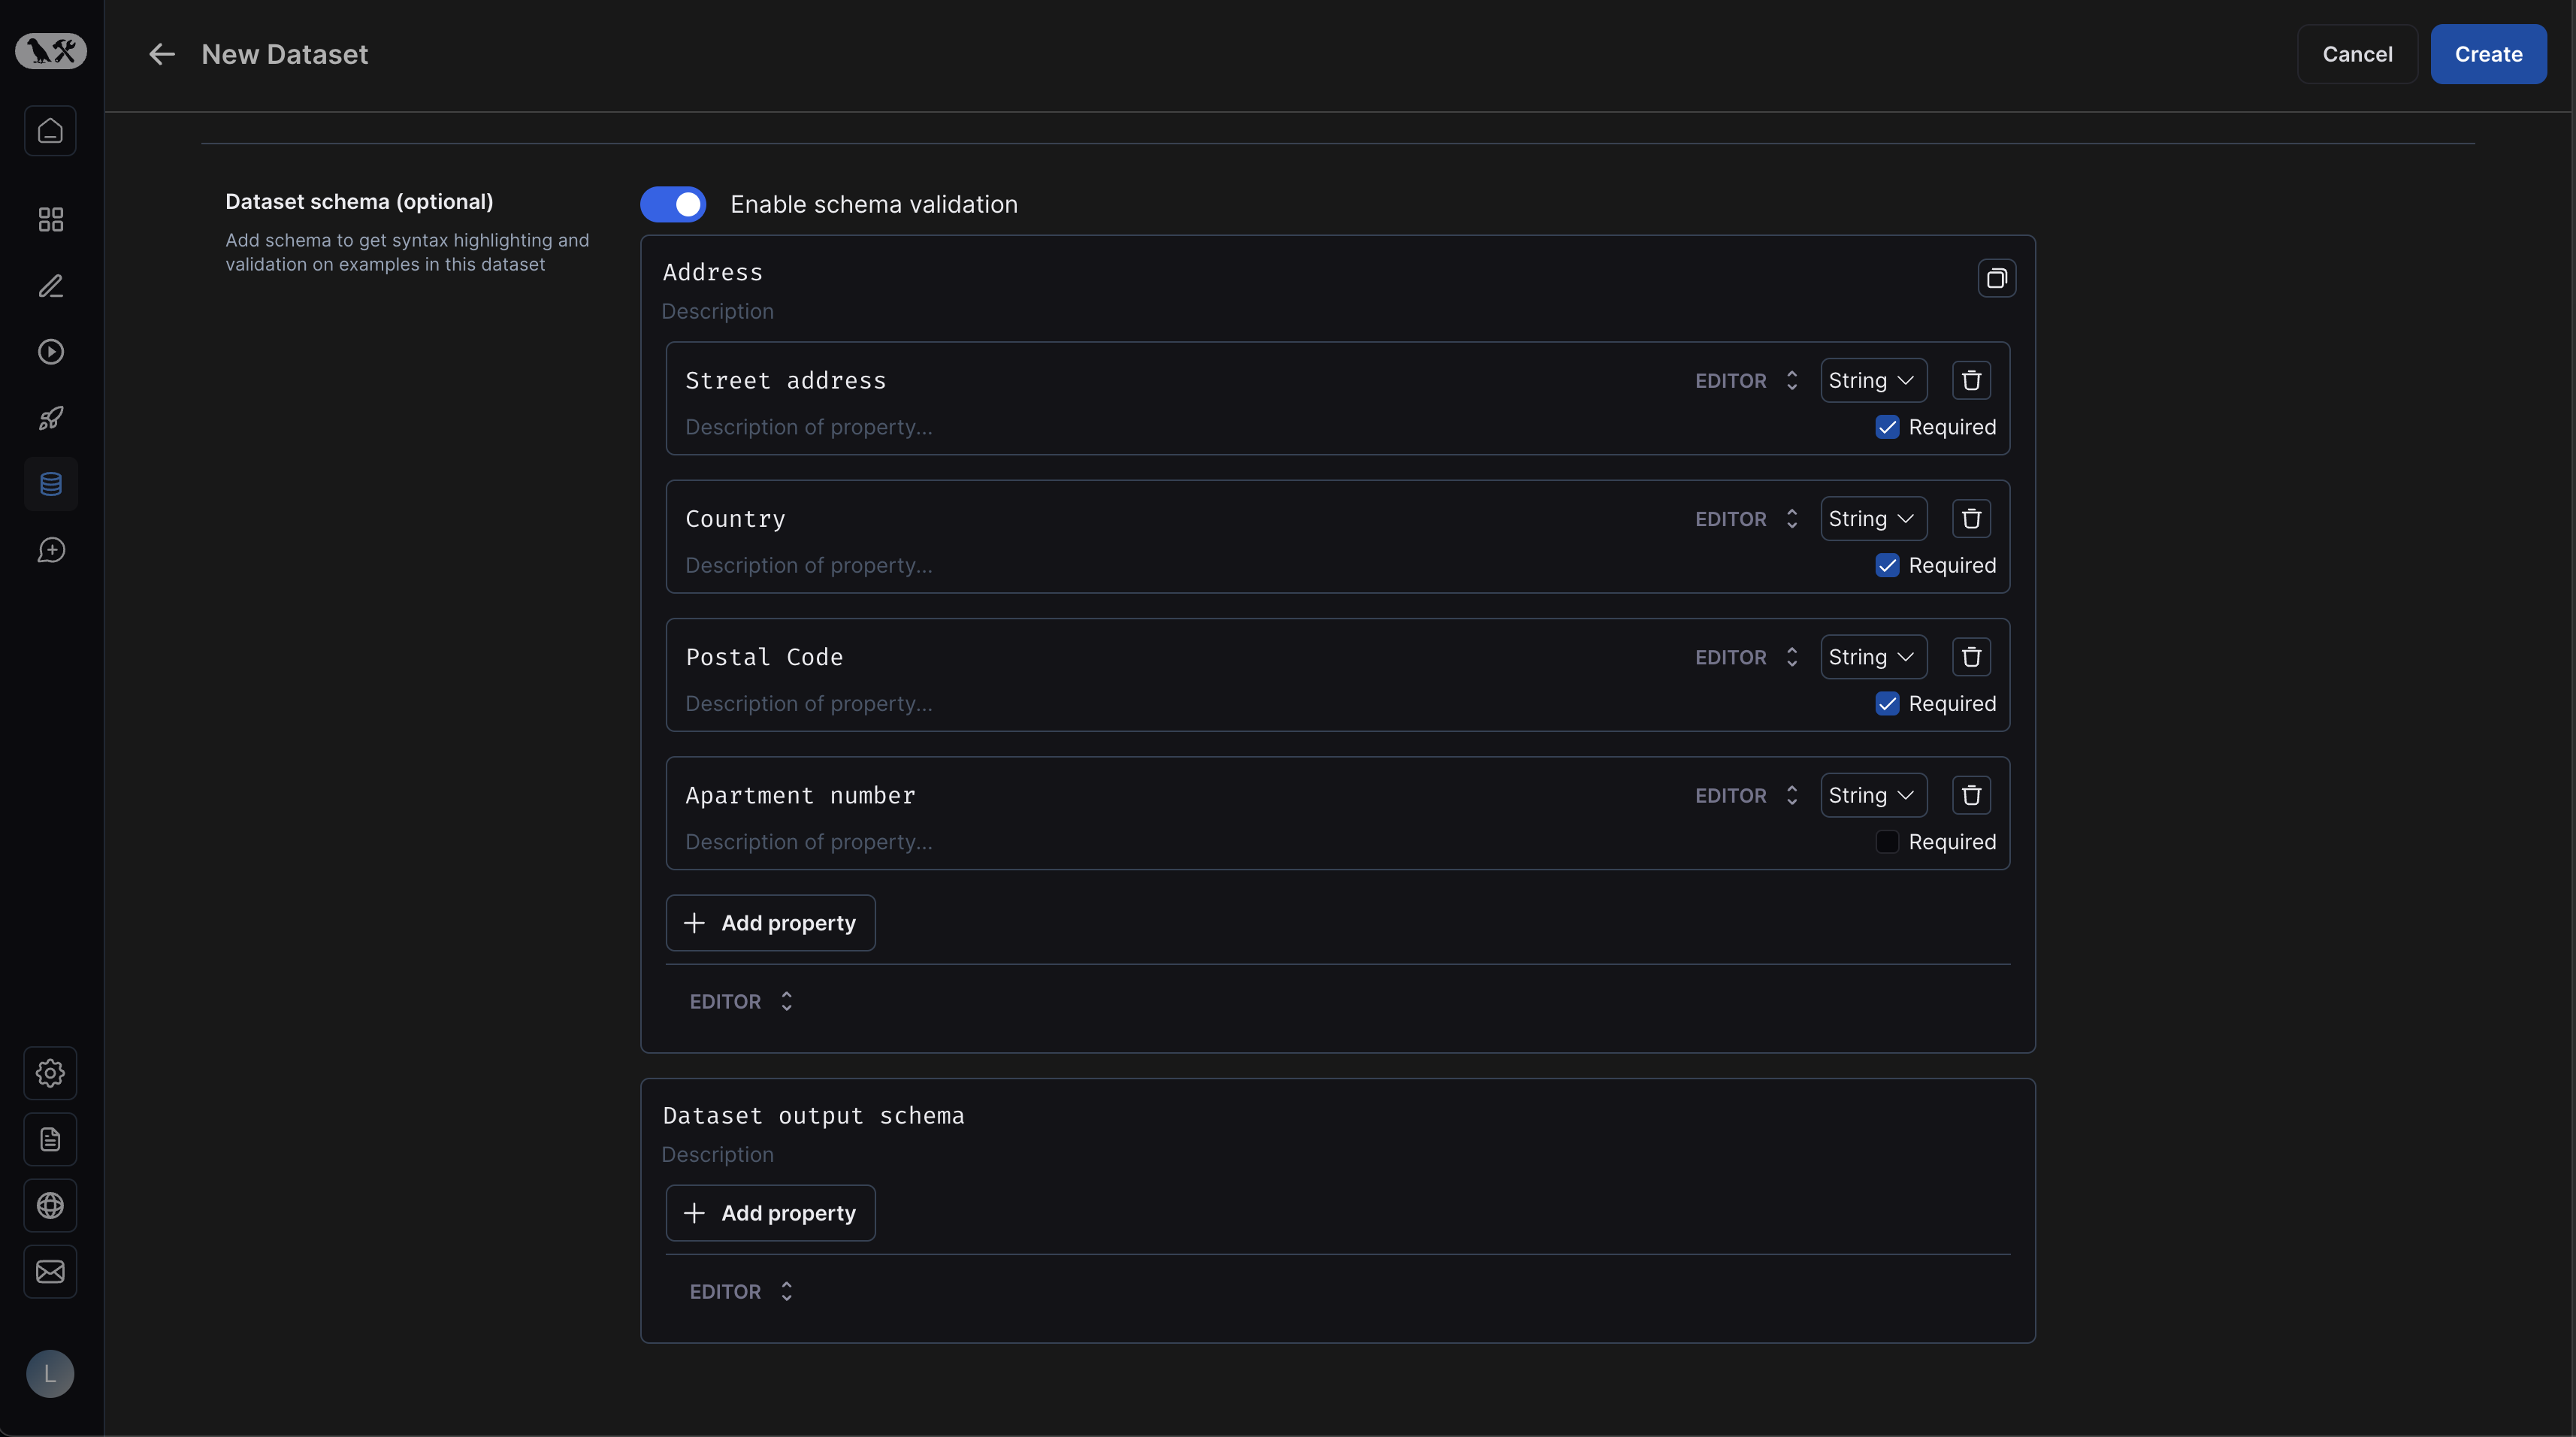 New Dataset
Cancel
Create
Dataset schema (optional)
Add schema to get syntax highlighting and
validation on examples in this dataset
Enable schema validation
Address
Description
Street address
EDITOR
String
Description of property...
Required
Country
EDITOR
String
Description of property...
Required
Postal Code
EDITOR
String
Description of property...
Required
Apartment number
EDITOR
String
Description of property...
Required
Add property
EDITOR
Dataset output schema
Description
Add property
EDITOR
L